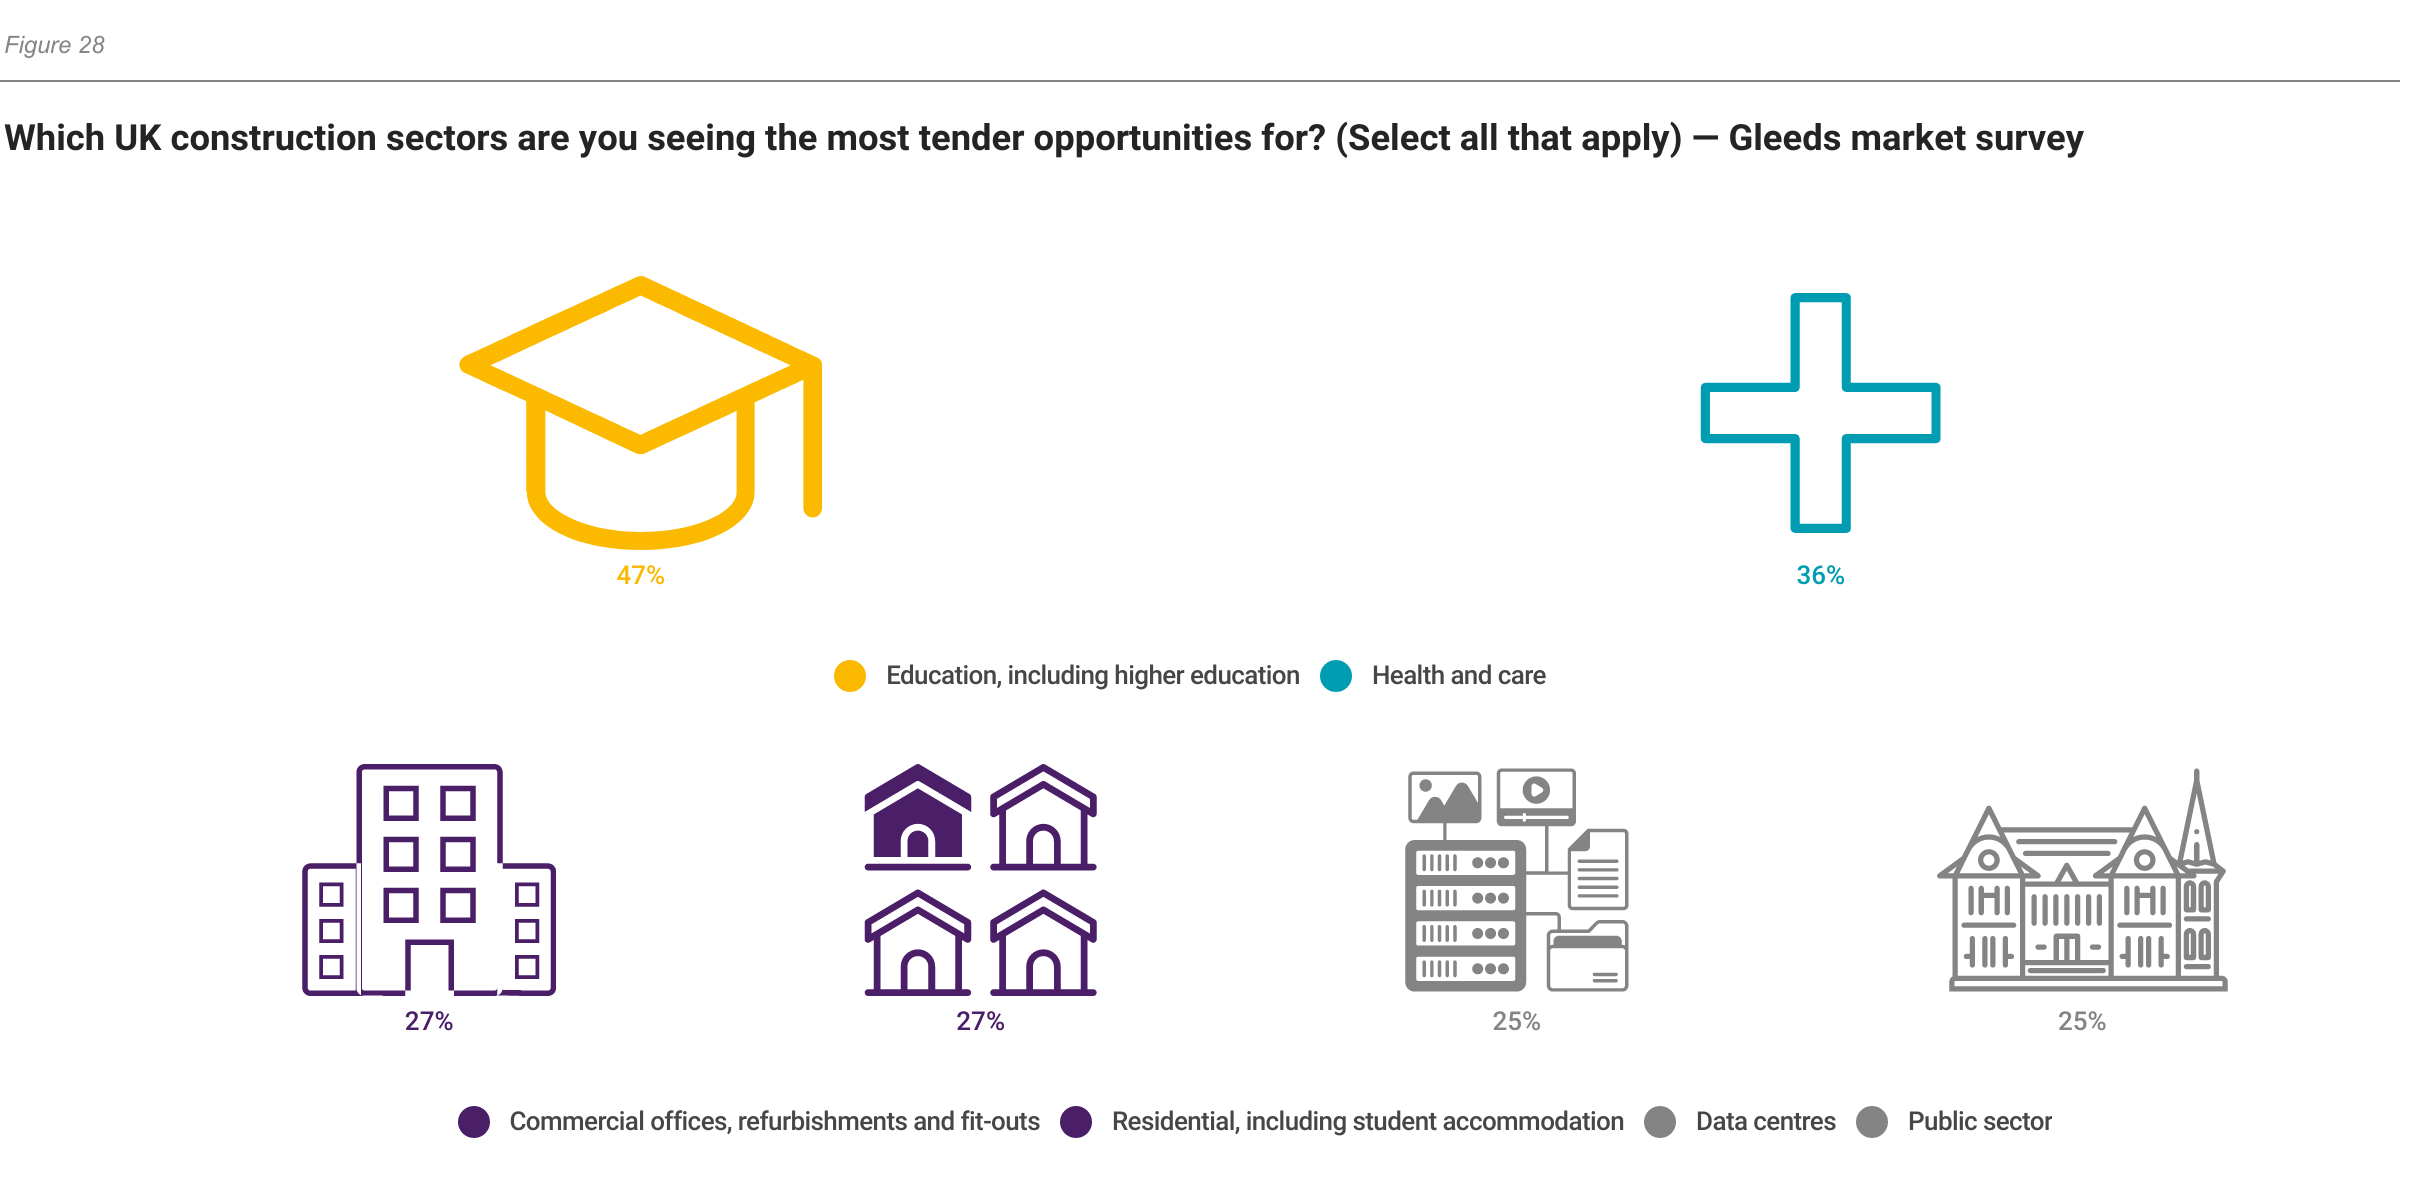 Figure 28
Which UK construction sectors are you seeing the most tender opportunities for? (Select all that apply) — Gleeds market survey
47%
36%
Education, including higher education
Health and care
27%
27%
25%
25%
Commercial offices, refurbishments and fit-outs
Residential, including student accommodation
Data centres
Public sector